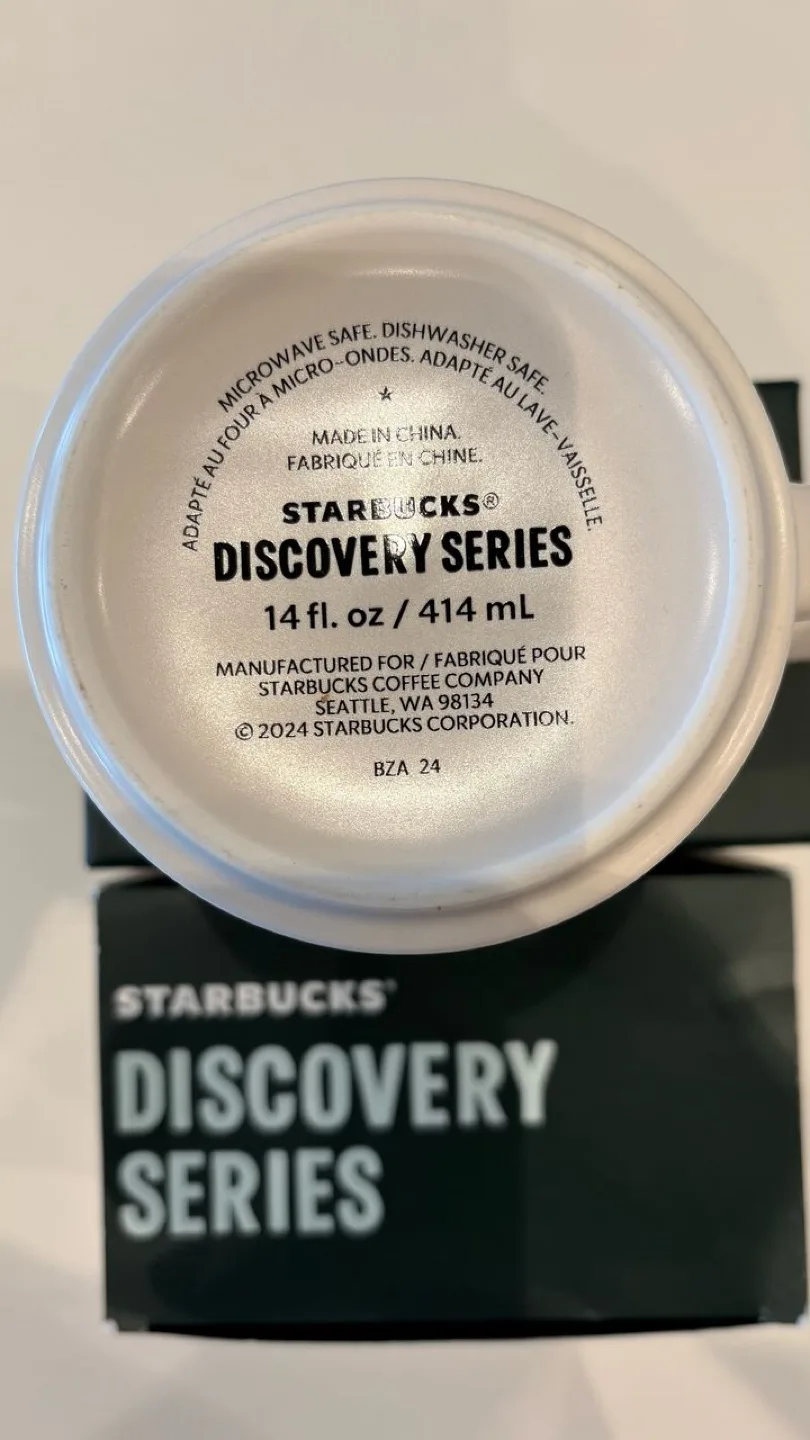 MICROWAVE SAFE. DISHWASHER SAFE.
ADAPTÉ AU FOUR À MICRO-ONDES. ADAPTÉ AU LAVE-VAISSELLE.
MADE IN CHINA.
FABRIQUÉ EN CHINE.
STARBUCKS®
DISCOVERY SERIES
14 fl. oz / 414 mL
MANUFACTURED FOR / FABRIQUÉ POUR
STARBUCKS COFFEE COMPANY
SEATTLE, WA 98134
© 2024 STARBUCKS CORPORATION.
BZA 24
STARBUCKS®
DISCOVERY
SERIES